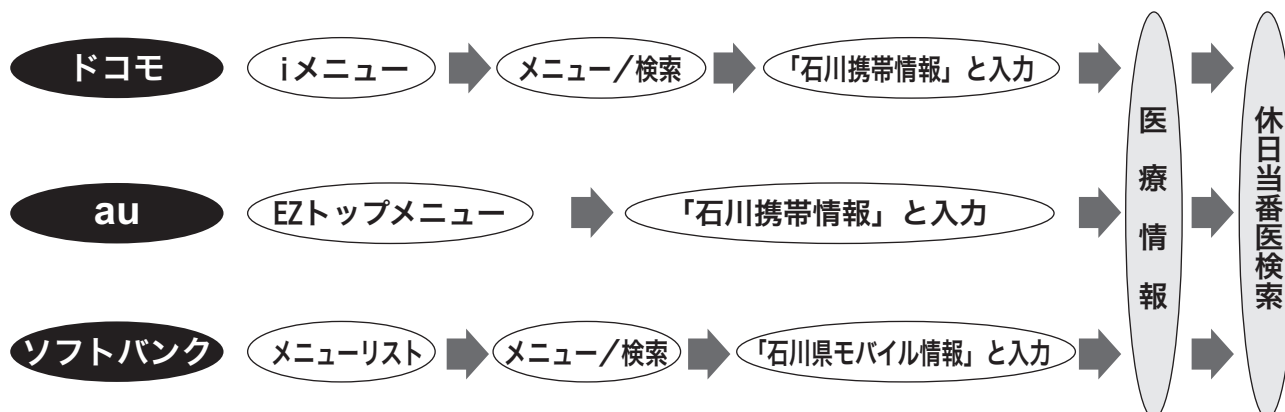 ドコモ
iメニュー
メニュー/検索
「石川携帯情報」と入力
au
EZトップメニュー
「石川携帯情報」と入力
ソフトバンク
メニューリスト
メニュー/検索
「石川県モバイル情報」と入力
医療情報
休日当番医検索